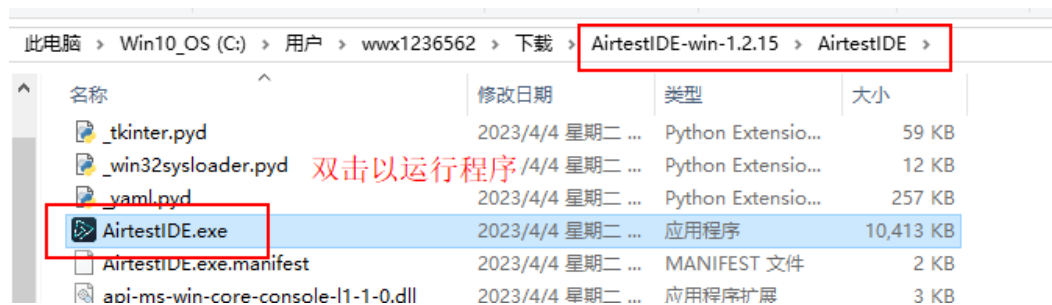 此电脑 > Win10_OS (C:) > 用户 > wwx1236562 > 下载 > AirtestIDE-win-1.2.15 > AirtestIDE >
名称 修改日期 类型 大小
_tkinter.pyd 2023/4/4 星期二 ... Python Extensio... 59 KB
_win32sysloader.pyd 双击以运行程序 2023/4/4 星期二 ... Python Extensio... 12 KB
_yaml.pyd 2023/4/4 星期二 ... Python Extensio... 257 KB
AirtestIDE.exe 2023/4/4 星期二 ... 应用程序 10,413 KB
AirtestIDE.exe.manifest 2023/4/4 星期二 ... MANIFEST 文件 2 KB
api-ms-win-core-console-l1-1-0.dll 2023/4/4 星期二 ... 应用程序扩展 3 KB